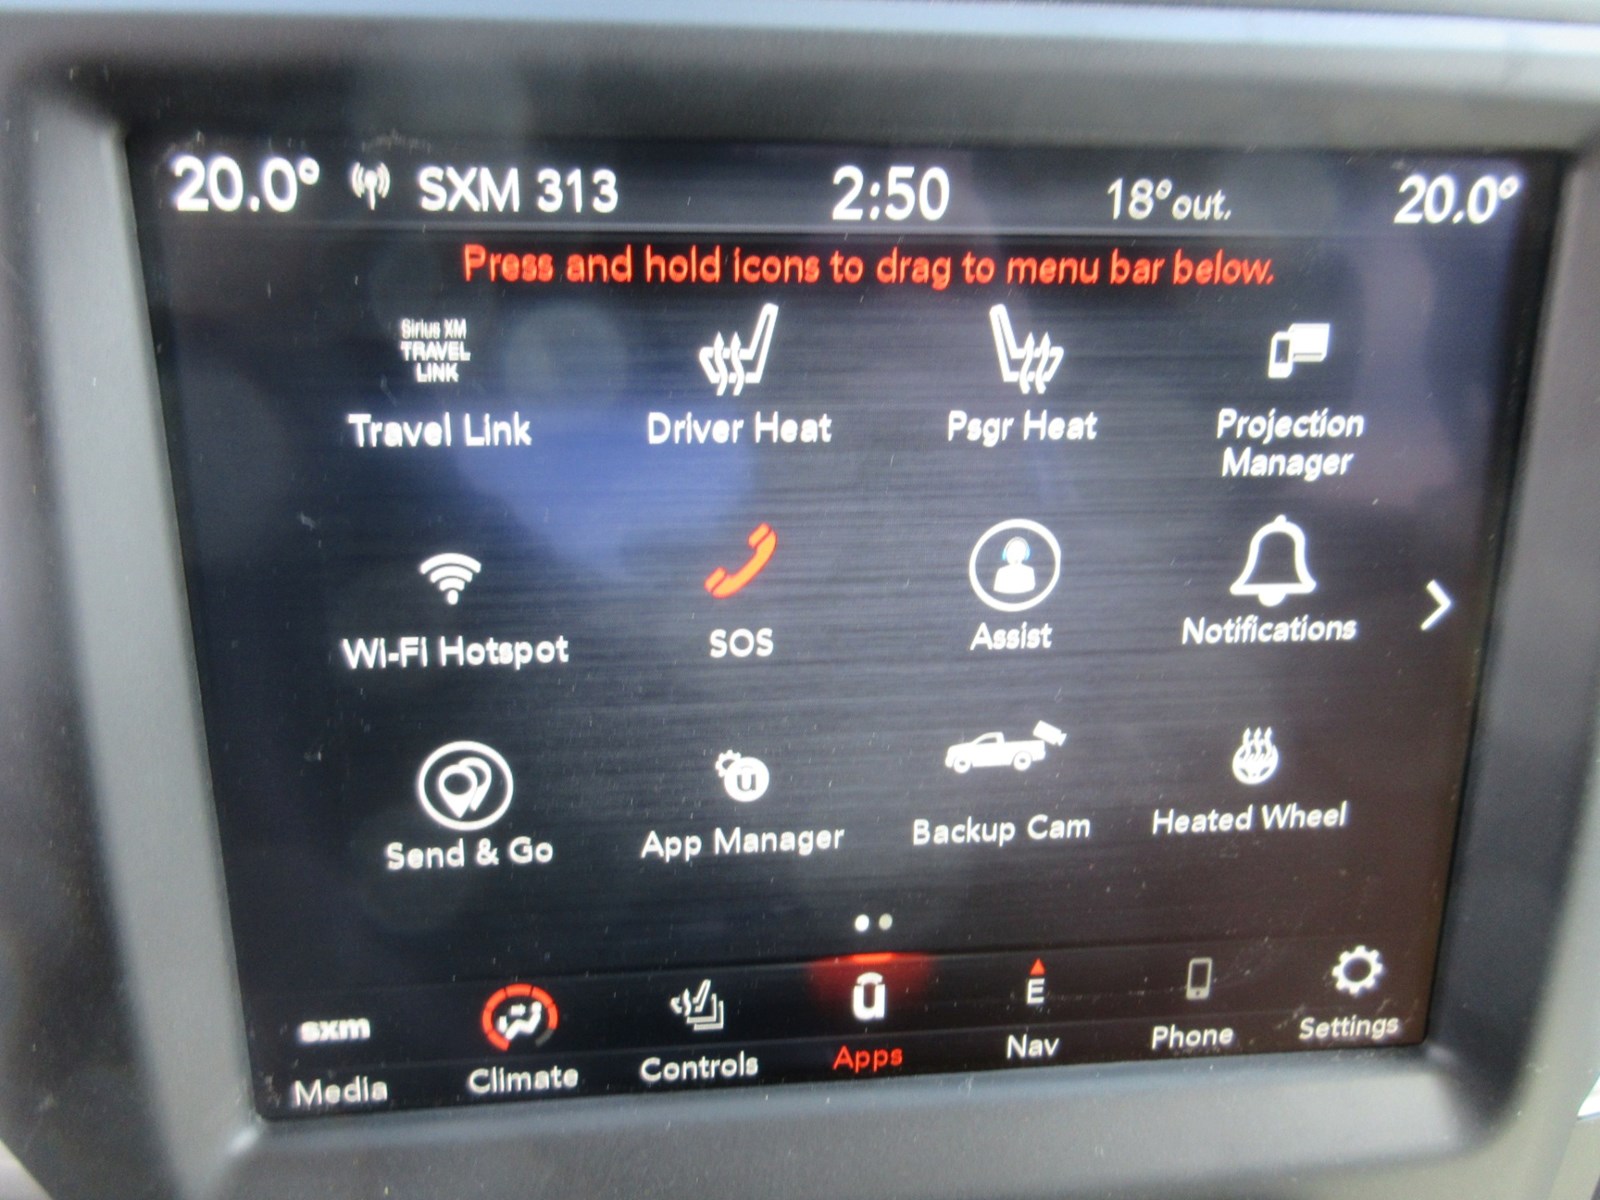 20.0° SXM 313 2:50 18°out. 20.0°
Press and hold icons to drag to menu bar below.
Sirius XM
TRAVEL
LINK
Travel Link Driver Heat Psgr Heat Projection
Manager
Wi-Fi Hotspot SOS Assist Notifications
u
Send & Go App Manager Backup Cam Heated Wheel
sxm u E
Media Climate Controls Apps Nav Phone Settings